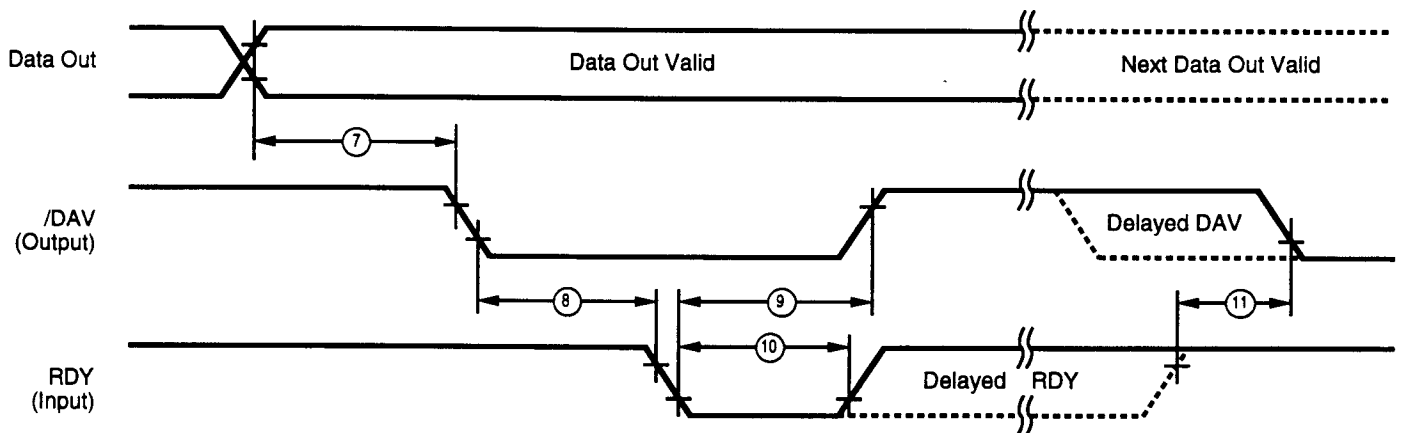 Data Out
Data Out Valid
Next Data Out Valid
7
/DAV
(Output)
Delayed DAV
8
9
11
10
RDY
(Input)
Delayed RDY